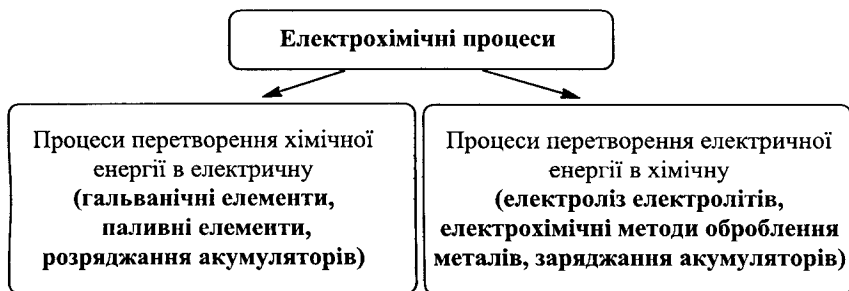 Електрохімічні процеси
Процеси перетворення хімічної
енергії в електричну
(гальванічні елементи,
паливні елементи,
розряджання акумуляторів)
Процеси перетворення електричної
енергії в хімічну
(електроліз електролітів,
електрохімічні методи оброблення
металів, заряджання акумуляторів)